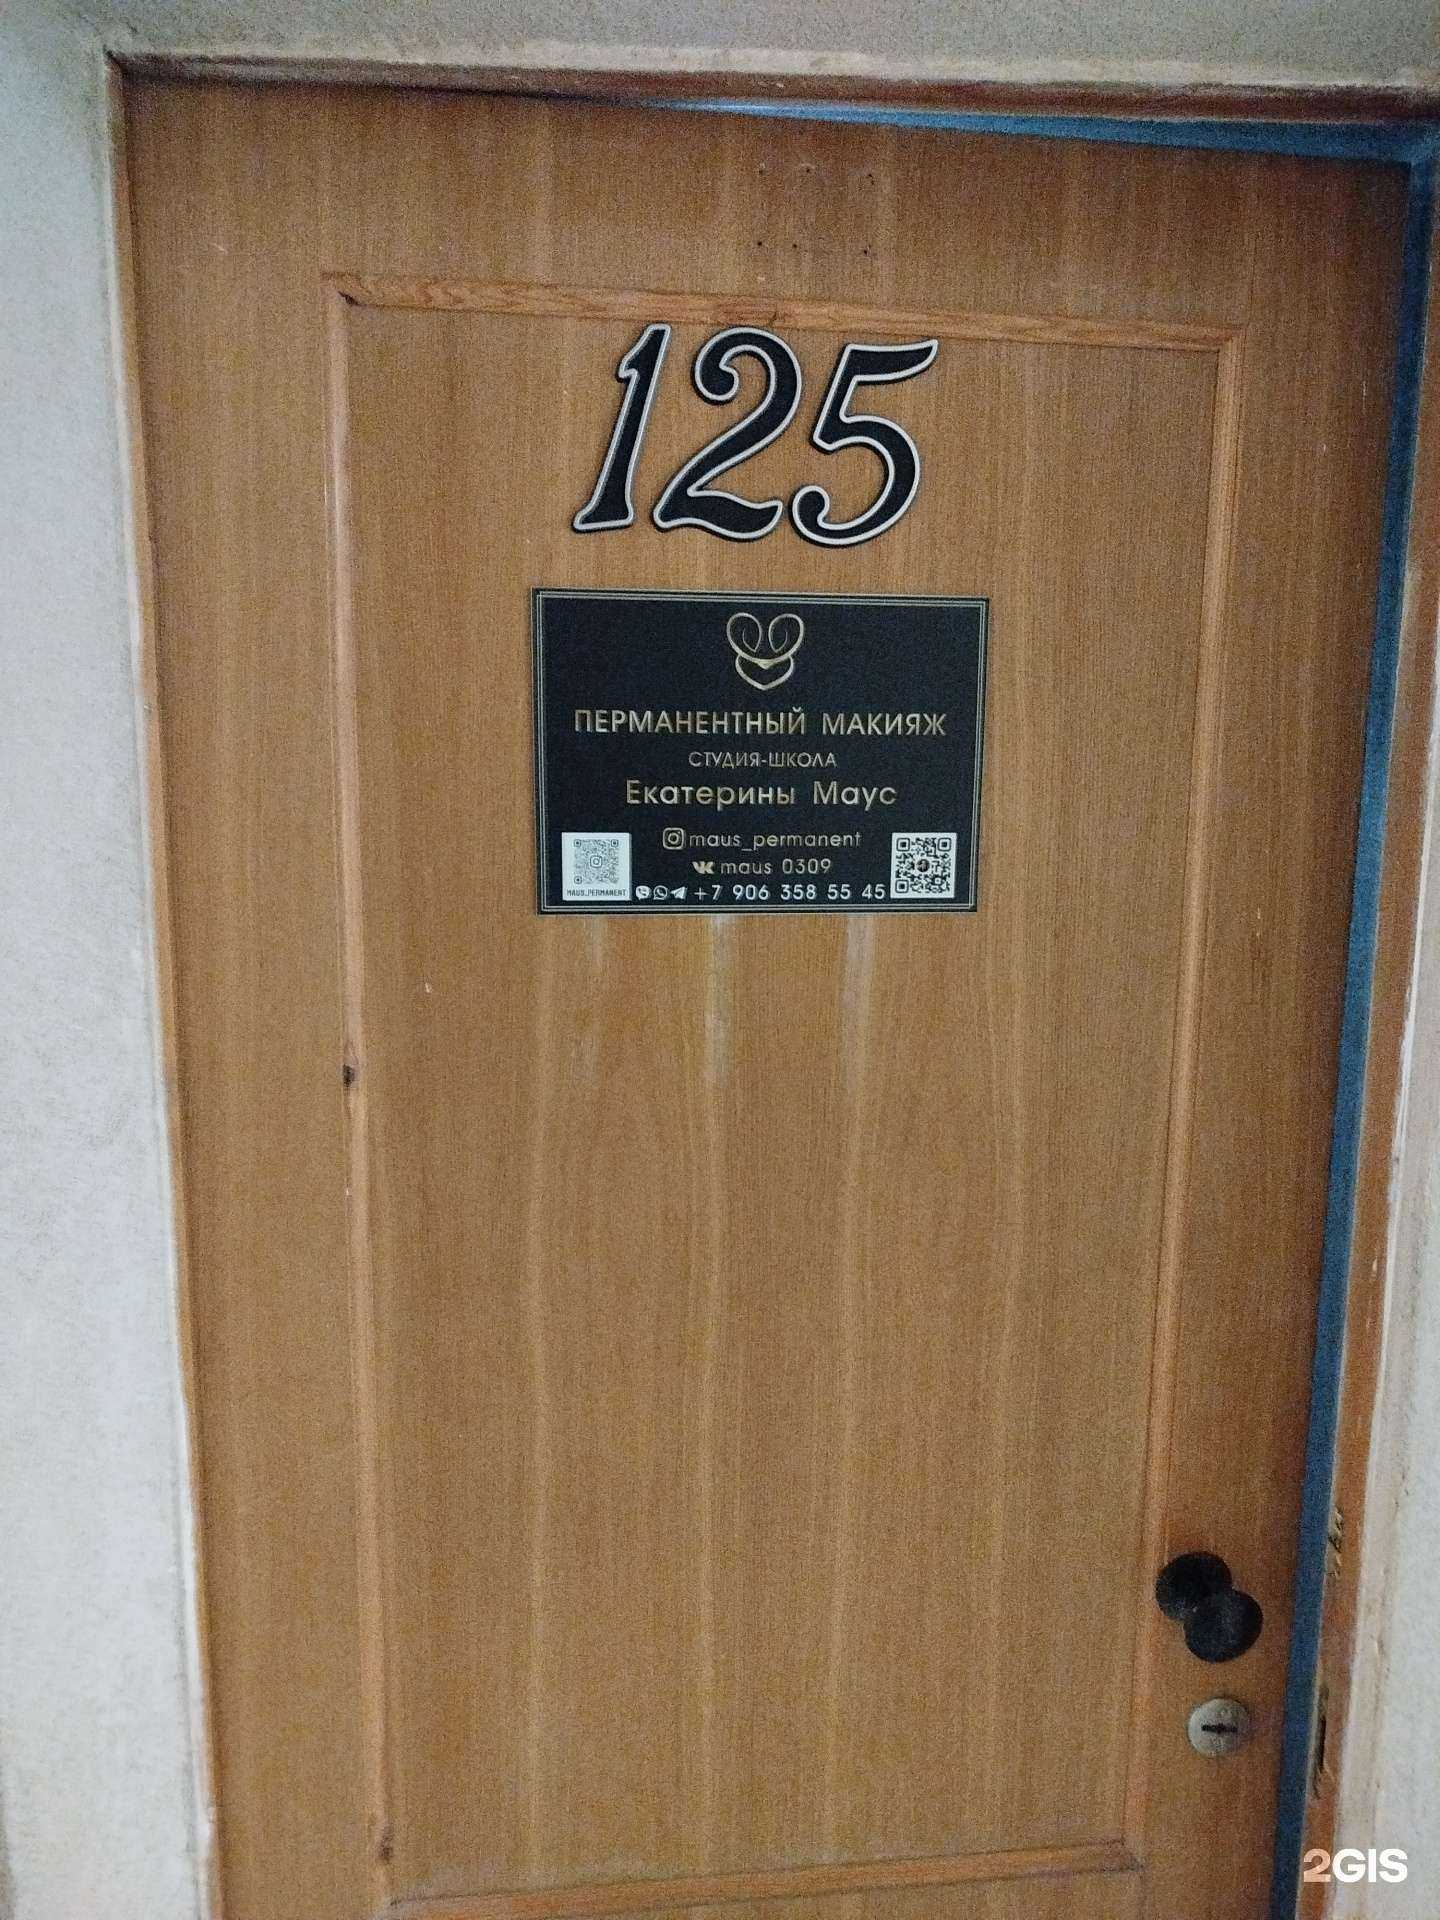 125
ПЕРМАНЕНТНЫЙ МАКИЯЖ
СТУДИЯ-ШКОЛА
Екатерины Маус
maus_permanent
maus 0309
MAUS_PERMANENT
+7 906 358 55 45
2GIS